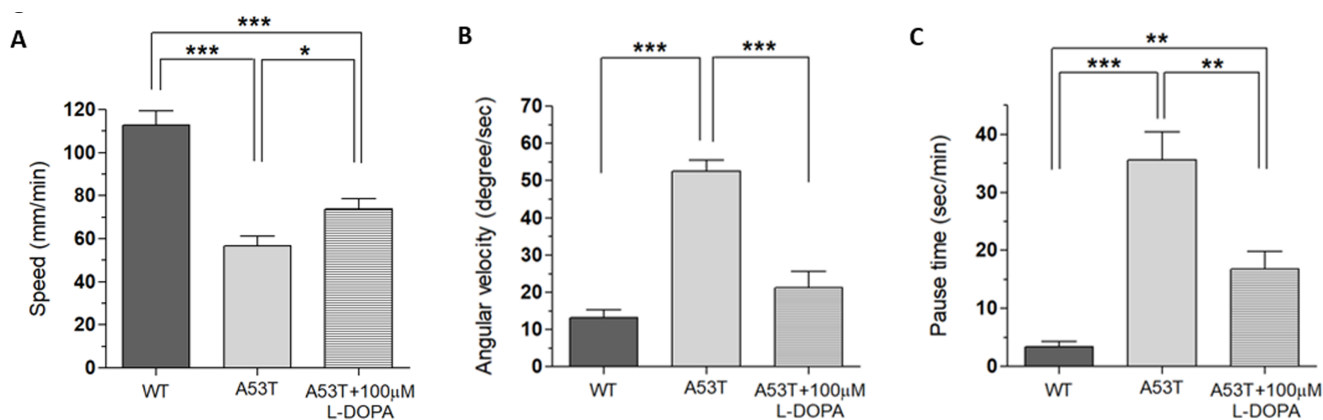 A
***
***
*
Speed (mm/min)
120
100
80
60
40
20
0
WT
A53T
A53T+100μM
L-DOPA
B
***
***
Angular velocity (degree/sec)
70
60
50
40
30
20
10
0
WT
A53T
A53T+100μM
L-DOPA
C
**
***
**
Pause time (sec/min)
40
30
20
10
0
WT
A53T
A53T+100μM
L-DOPA